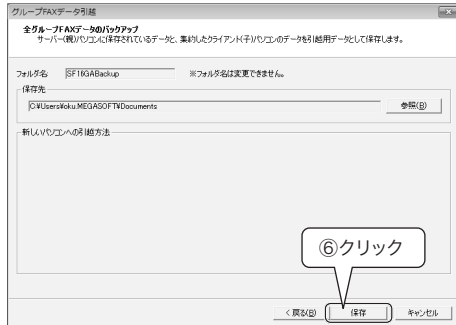 グループFAXデータ引越
全グループFAXデータのバックアップ
サーバー(親)パソコンに保存されているデータと、集約したクライアント(子)パソコンのデータを引越用データとして保存します。
フォルダ名 SF16GABackup ※フォルダ名は変更できません。
保存先
C:¥Users¥oku.MEGASOFT¥Documents 参照(B)
新しいパソコンへの引越方法
⑥クリック
< 戻る(B) 保存 キャンセル